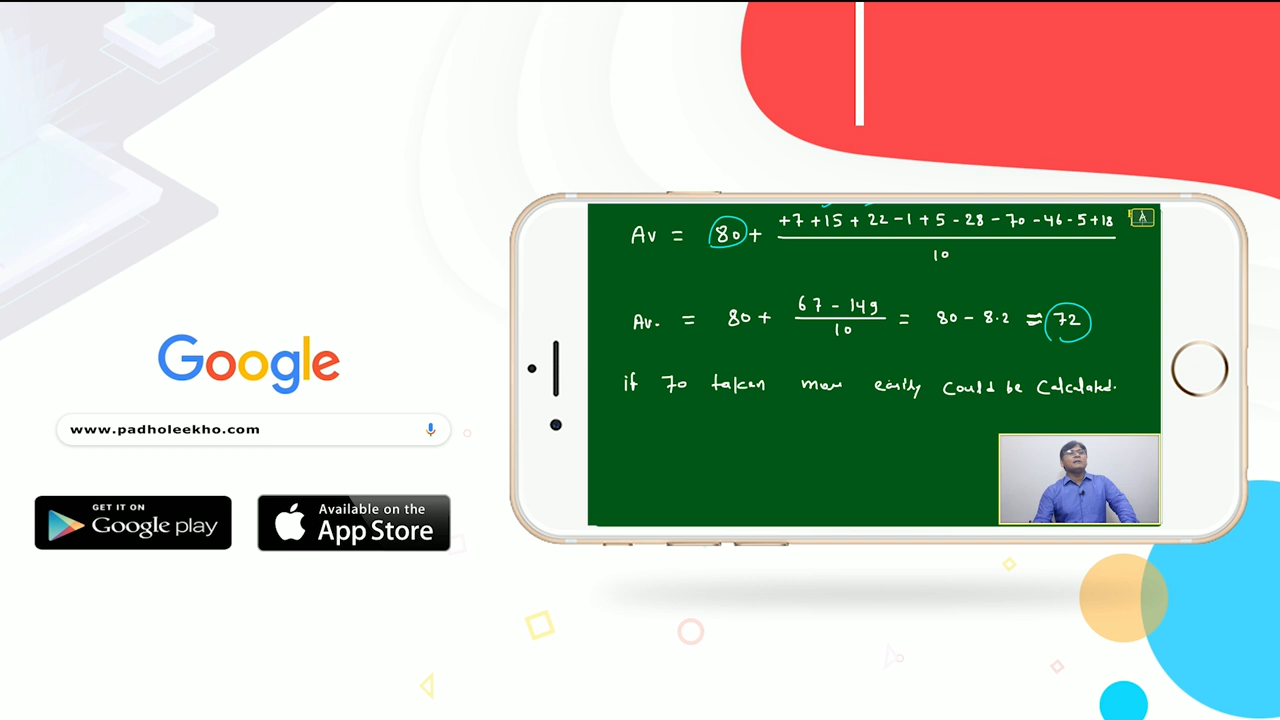 Google
www.padholeekho.com
GET IT ON
Google play
Available on the
App Store
Av = 80 + +7 +15 + 22 -1 +5 -28 -70 -46 -5 +18
10
Av. = 80 + 67 - 149 = 80 - 8.2 = 72
10
if 70 taken more easily could be calculated.
A